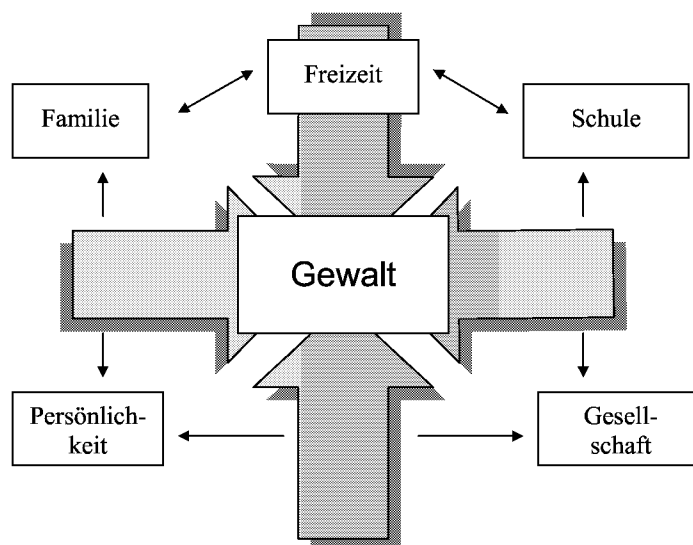 Freizeit
Familie
Schule
Gewalt
Persönlich-
keit
Gesell-
schaft